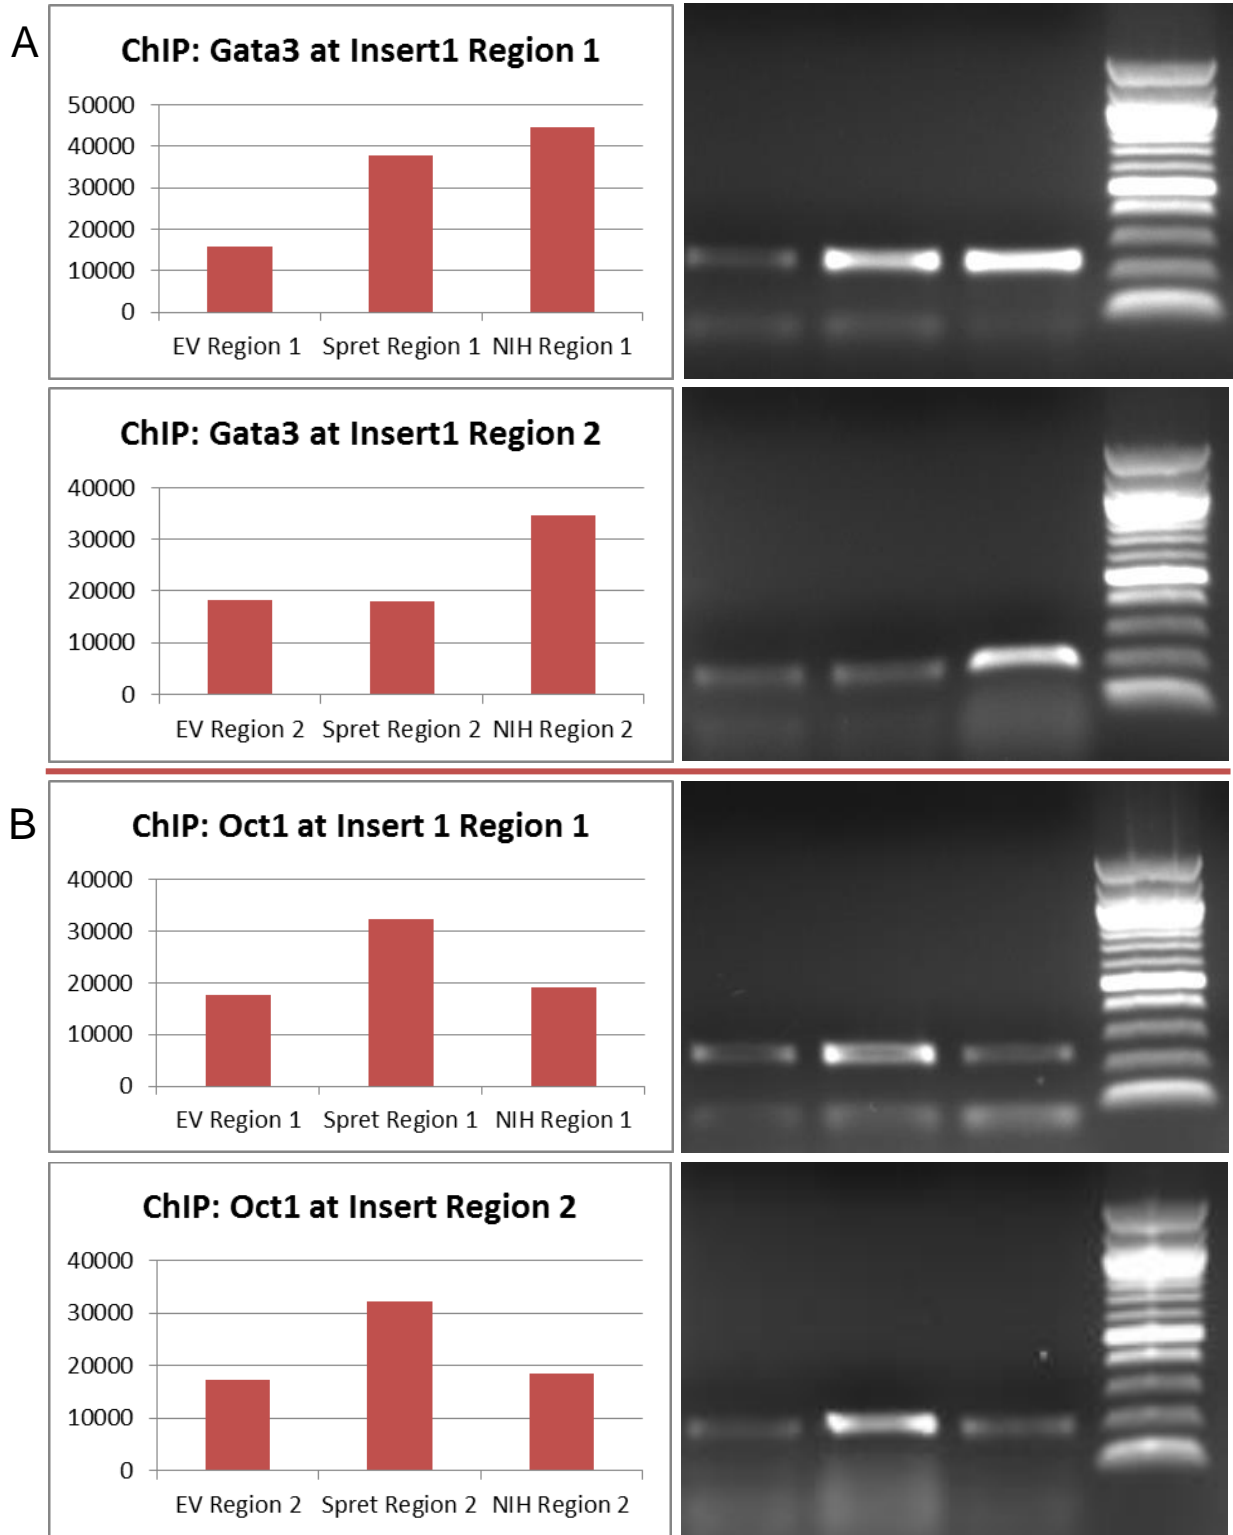 A
ChIP: Gata3 at Insert1 Region 1
50000
40000
30000
20000
10000
0
EV Region 1 Spret Region 1 NIH Region 1
ChIP: Gata3 at Insert1 Region 2
40000
30000
20000
10000
0
EV Region 2 Spret Region 2 NIH Region 2
B
ChIP: Oct1 at Insert 1 Region 1
40000
30000
20000
10000
0
EV Region 1 Spret Region 1 NIH Region 1
ChIP: Oct1 at Insert Region 2
40000
30000
20000
10000
0
EV Region 2 Spret Region 2 NIH Region 2